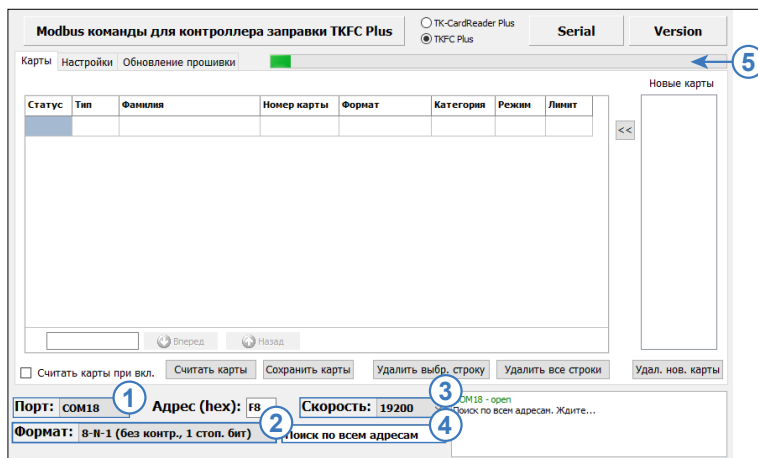 Modbus команды для контроллера заправки TKFC Plus
TK-CardReader Plus
TKFC Plus
Serial
Version
Карты Настройки Обновление прошивки
5
Новые карты
Статус Тип Фамилия Номер карты Формат Категория Режим Лимит
<<
Вперед Назад
Считать карты при вкл. Считать карты Сохранить карты Удалить выбр. строку Удалить все строки Удал. нов. карты
Порт: COM18 1 Адрес (hex): F8 Скорость: 19200 3
COM18 - open
Поиск по всем адресам. Ждите...
Формат: 8-N-1 (без контр., 1 стоп. бит) 2 Поиск по всем адресам 4